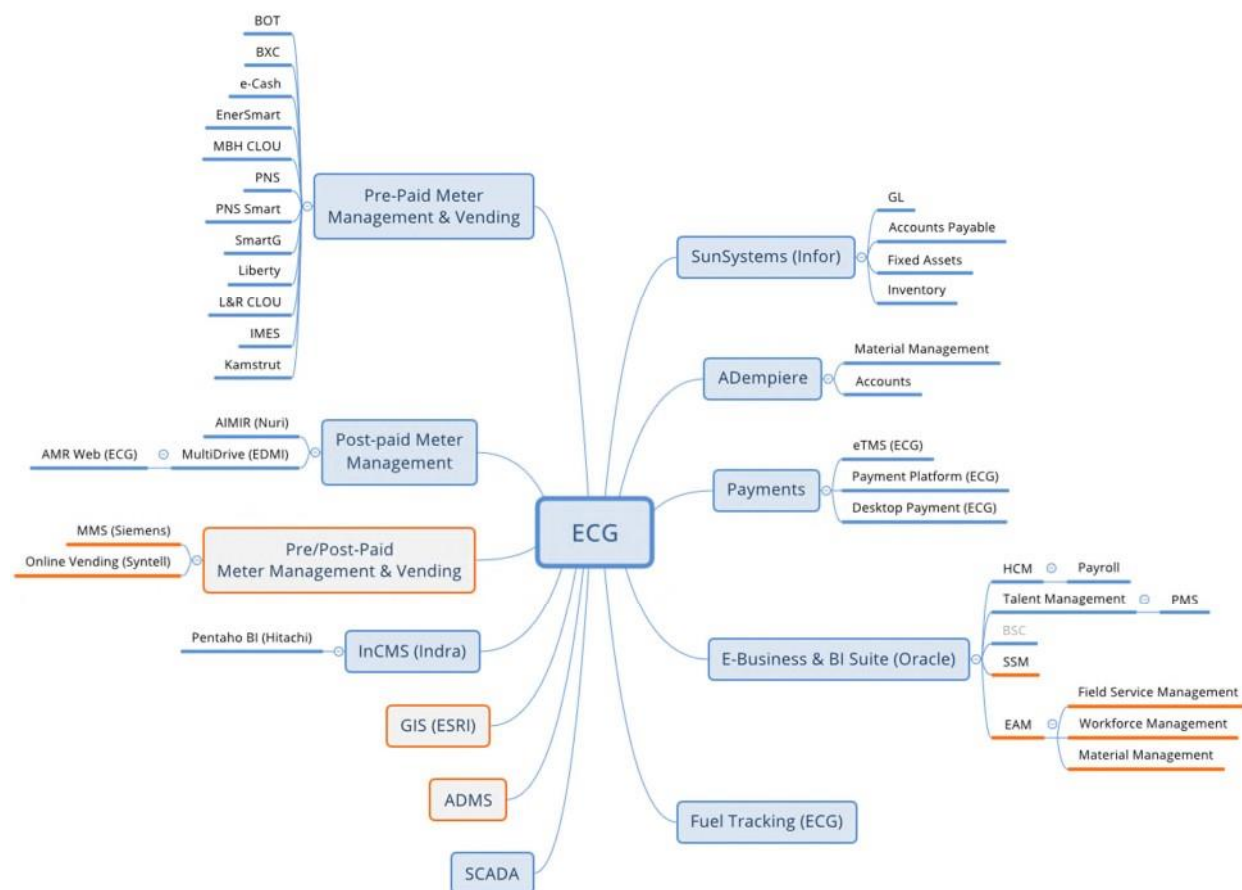 BOT
BXC
e-Cash
EnerSmart
MBH CLOU
PNS
PNS Smart
SmartG
Liberty
L&R CLOU
IMES
Kamstrut
Pre-Paid Meter
Management & Vending
AIMIR (Nuri)
AMR Web (ECG)
MultiDrive (EDMI)
Post-paid Meter
Management
MMS (Siemens)
Online Vending (Syntell)
Pre/Post-Paid
Meter Management & Vending
Pentaho BI (Hitachi)
InCMS (Indra)
GIS (ESRI)
ADMS
SCADA
ECG
SunSystems (Infor)
GL
Accounts Payable
Fixed Assets
Inventory
ADempiere
Material Management
Accounts
Payments
eTMS (ECG)
Payment Platform (ECG)
Desktop Payment (ECG)
E-Business & BI Suite (Oracle)
HCM
Payroll
Talent Management
PMS
BSC
SSM
EAM
Field Service Management
Workforce Management
Material Management
Fuel Tracking (ECG)